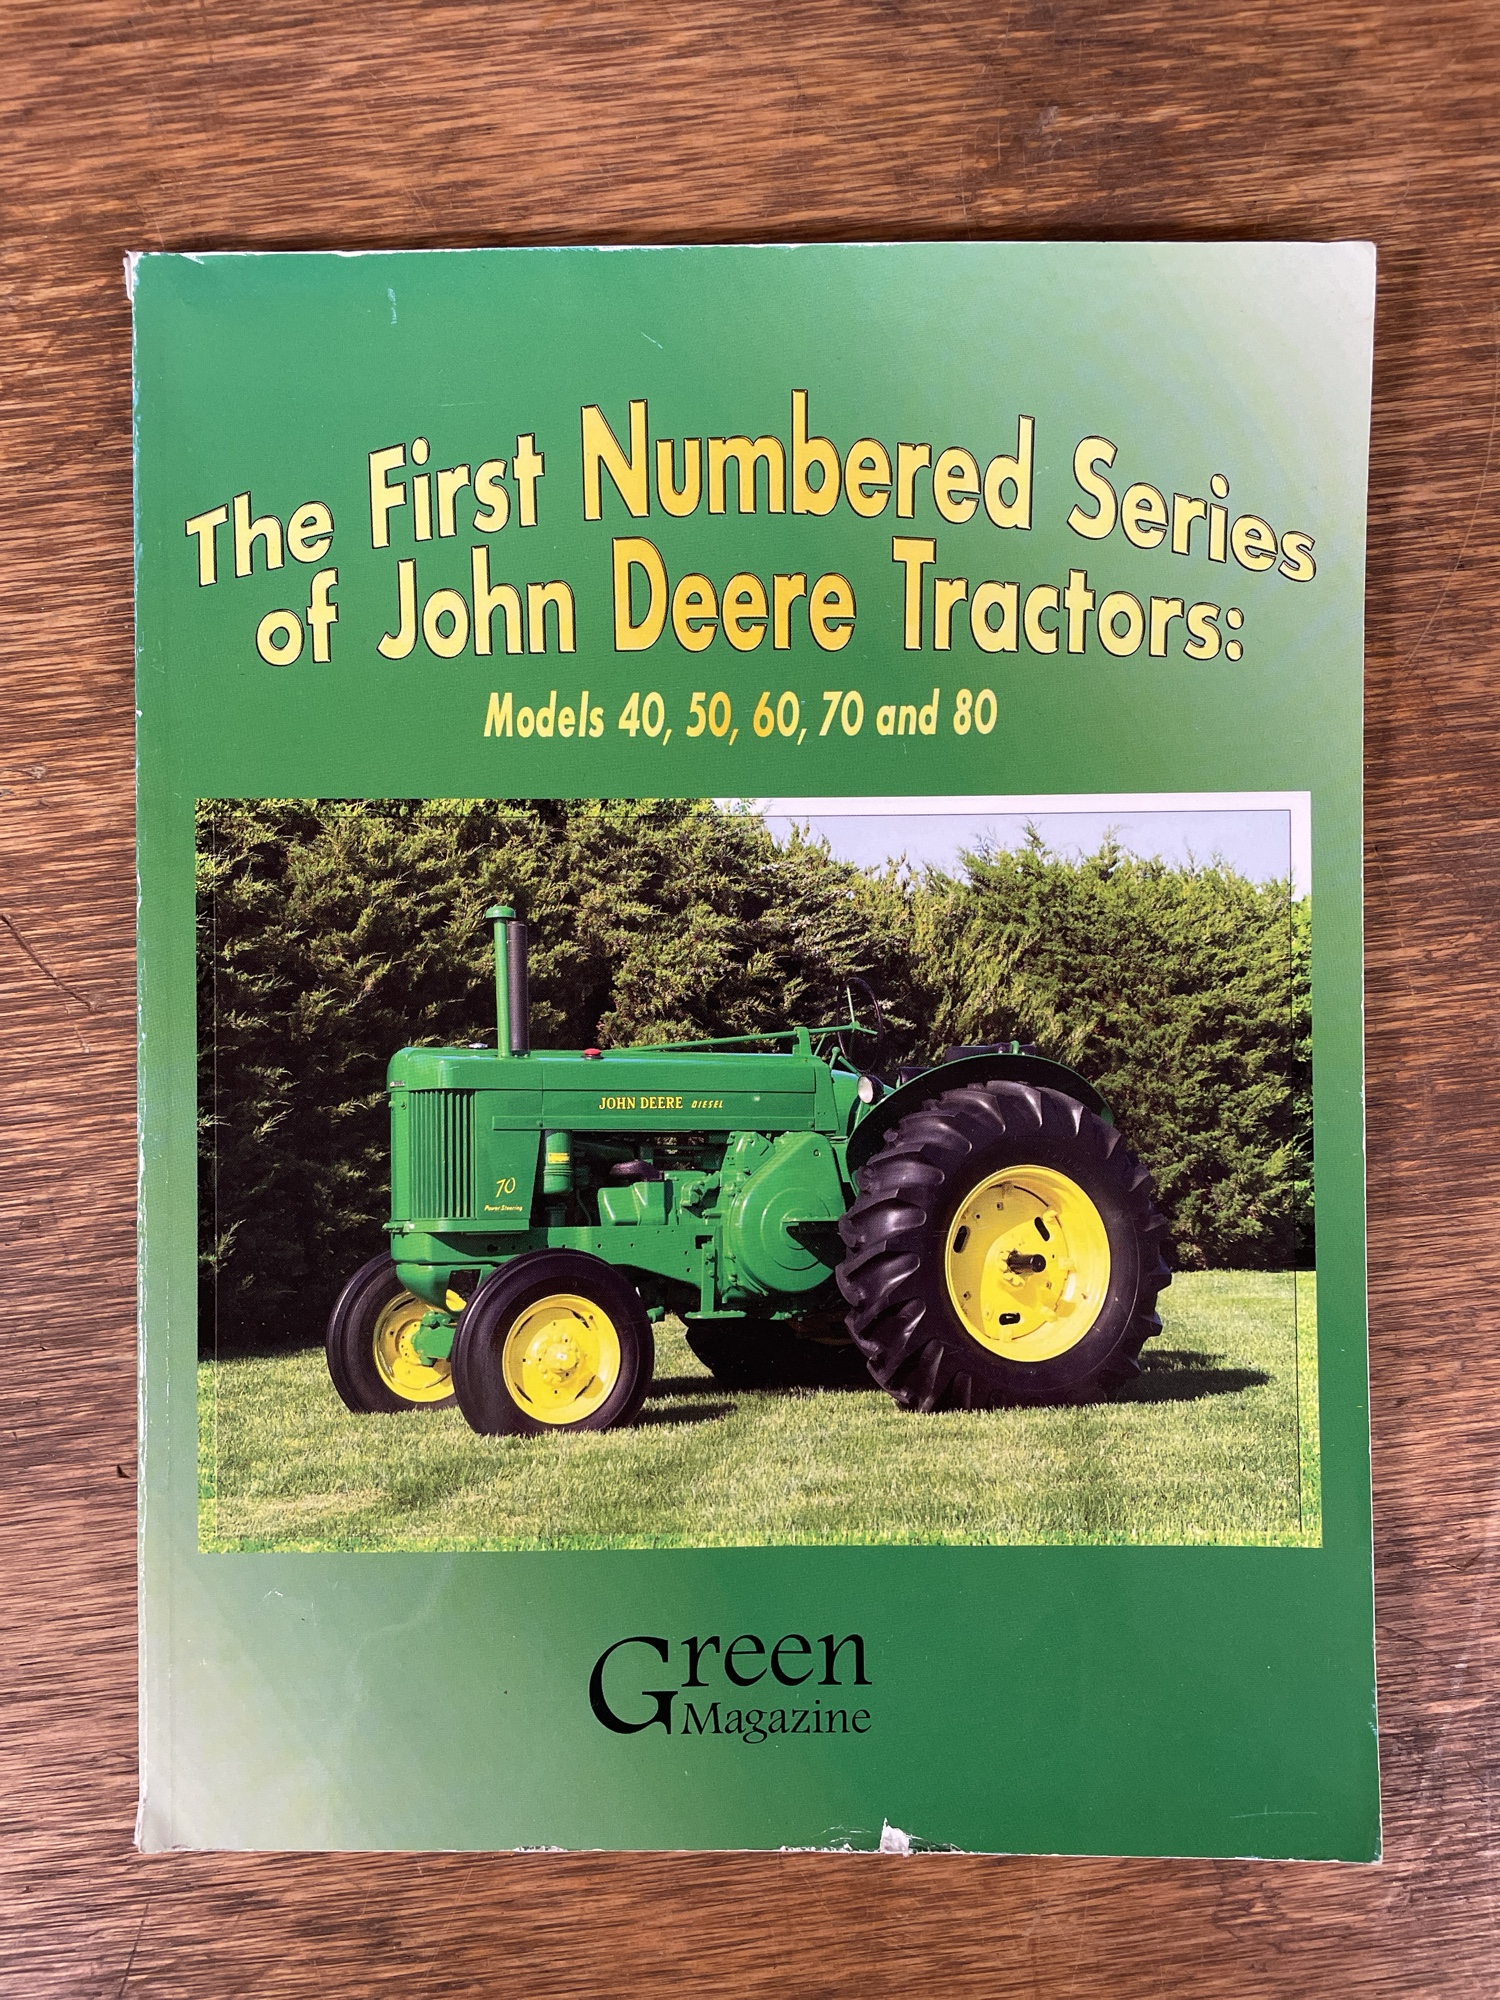 The First Numbered Series
of John Deere Tractors:
Models 40, 50, 60, 70 and 80
JOHN DEERE DIESEL
70
Power Steering
Green
Magazine